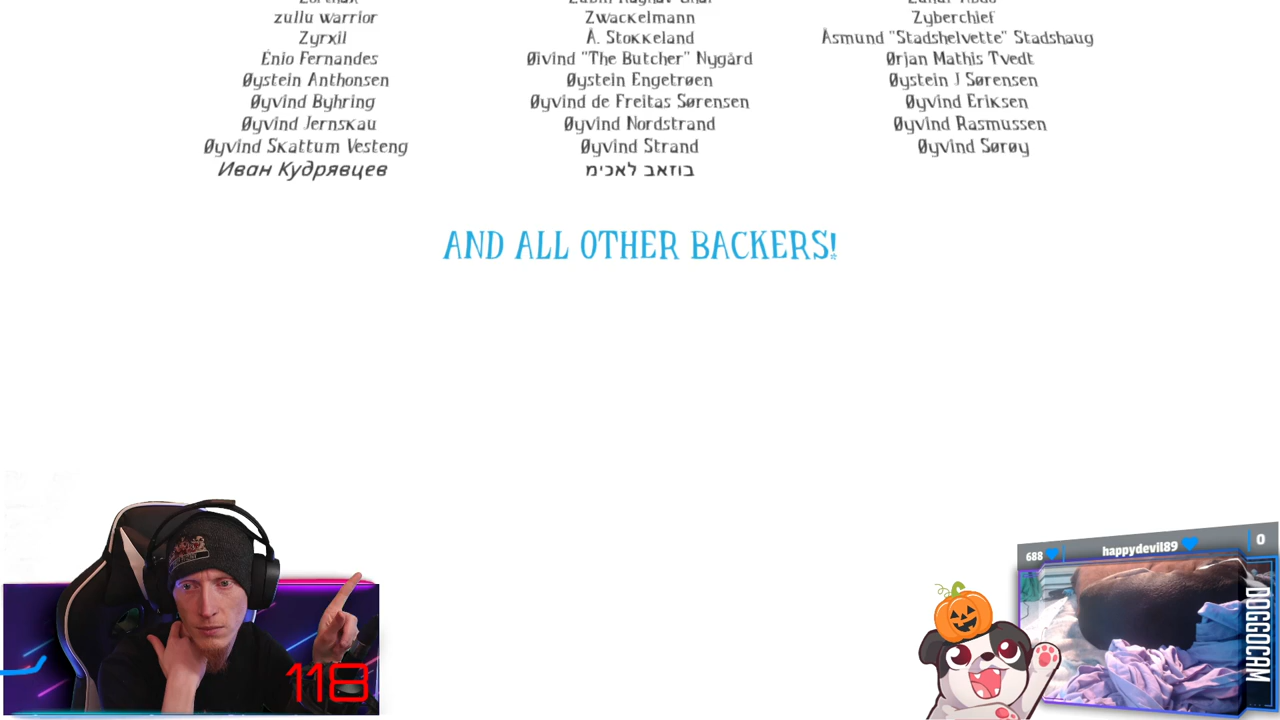 zullu warrior Zwackelmann Zyberchief
Zyrxil Å. Stokkeland Åsmund "Stadshelvette" Stadshaug
Énio Fernandes Øivind "The Butcher" Nygård Ørjan Mathis Tvedt
Øystein Anthonsen Øystein Engetrøen Øystein J Sørensen
Øyvind Byhring Øyvind de Freitas Sørensen Øyvind Eriksen
Øyvind Jernskau Øyvind Nordstrand Øyvind Rasmussen
Øyvind Skattum Vesteng Øyvind Strand Øyvind Sørøy
Иван Кудрявцев בוזאב לאכימ
AND ALL OTHER BACKERS!
688 happydevil89 0
DOGGOCAM
118